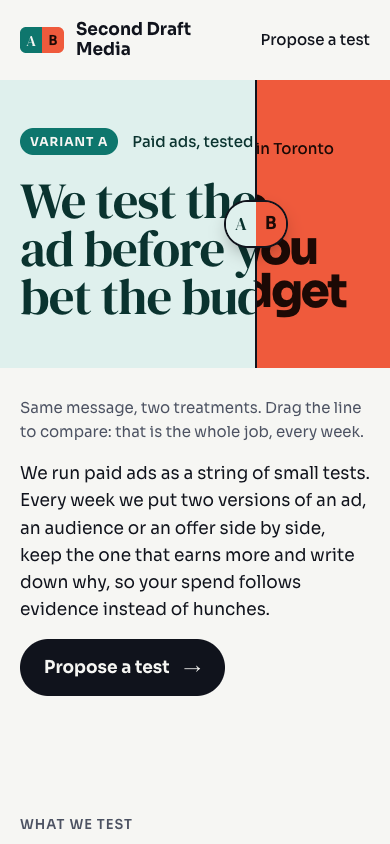 A B
Second Draft
Media
Propose a test
VARIANT A
Paid ads, tested in Toronto
We test the
ad before you
bet the budget
A B
Same message, two treatments. Drag the line
to compare: that is the whole job, every week.
We run paid ads as a string of small tests.
Every week we put two versions of an ad,
an audience or an offer side by side,
keep the one that earns more and write
down why, so your spend follows
evidence instead of hunches.
Propose a test →
WHAT WE TEST